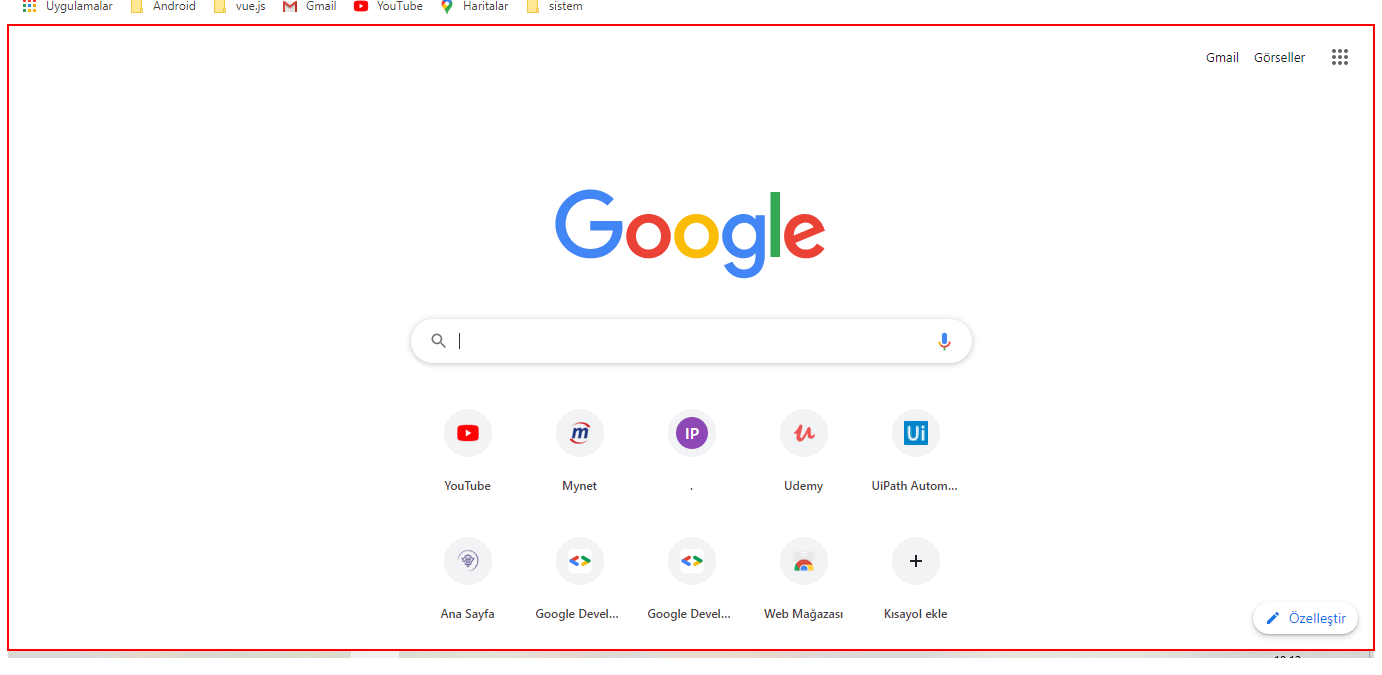 Uygulamalar Android vue.js Gmail YouTube Haritalar sistem
Gmail Görseller
Google
YouTube m Mynet IP . Udemy Ui UiPath Autom...
Ana Sayfa Google Devel... Google Devel... Web Mağazası Kısayol ekle
Özelleştir